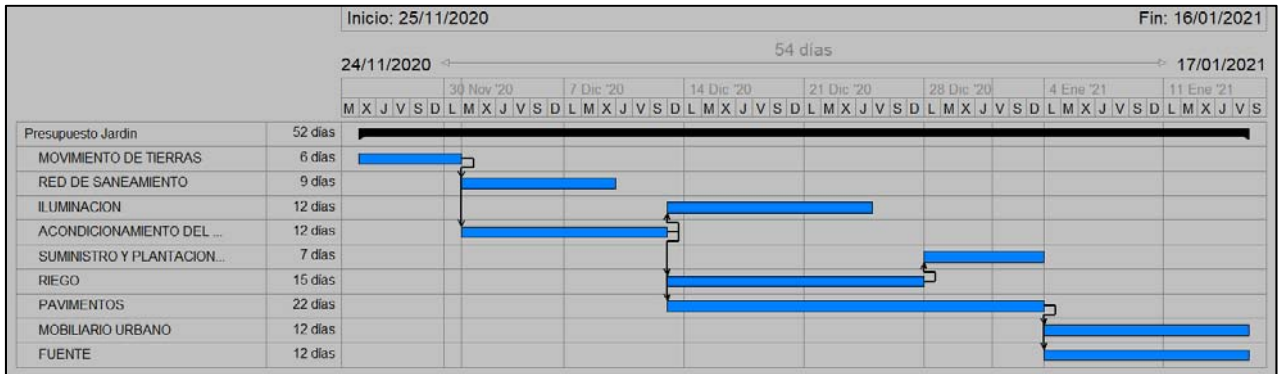 Inicio: 25/11/2020 Fin: 16/01/2021
54 días
24/11/2020 17/01/2021
30 Nov '20 7 Dic '20 14 Dic '20 21 Dic '20 28 Dic '20 4 Ene '21 11 Ene '21
M X J V S D L M X J V S D L M X J V S D L M X J V S D L M X J V S D L M X J V S D L M X J V S D L M X J V S
Presupuesto Jardin 52 días
MOVIMIENTO DE TIERRAS 6 días
RED DE SANEAMIENTO 9 días
ILUMINACION 12 días
ACONDICIONAMIENTO DEL ... 12 días
SUMINISTRO Y PLANTACION... 7 días
RIEGO 15 días
PAVIMENTOS 22 días
MOBILIARIO URBANO 12 días
FUENTE 12 días